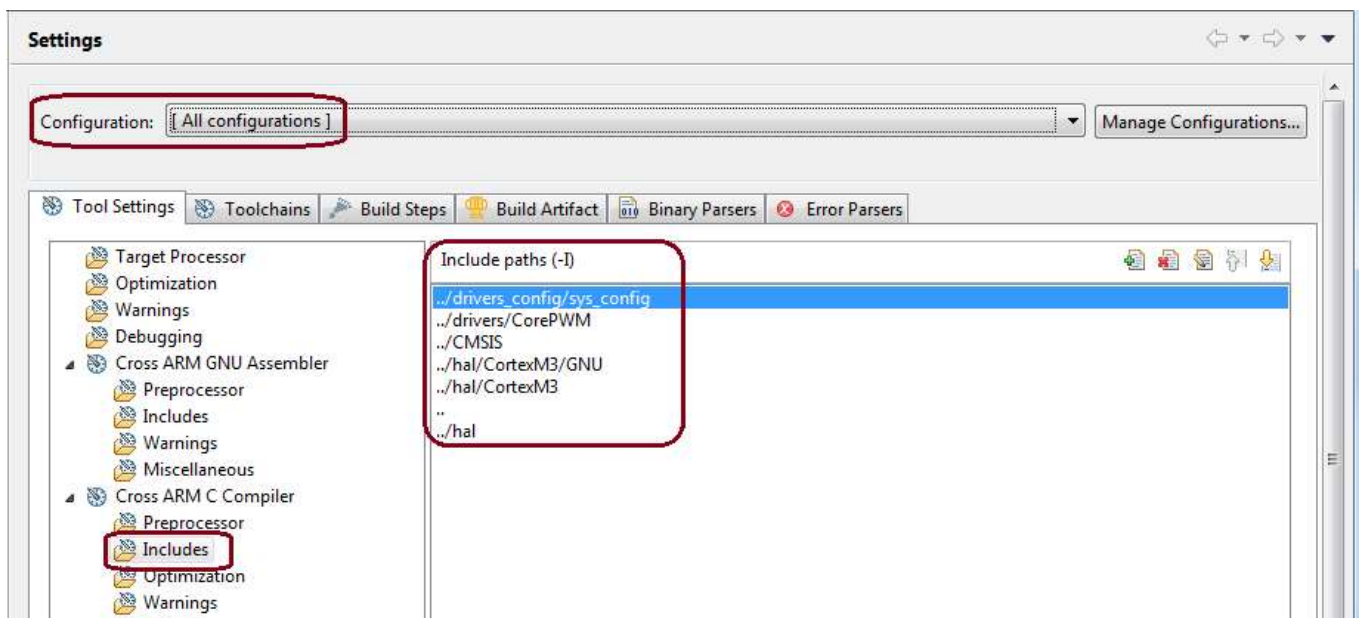 Settings
Configuration: [ All configurations ] Manage Configurations...
Tool Settings Toolchains Build Steps Build Artifact Binary Parsers Error Parsers
Target Processor
Optimization
Warnings
Debugging
Cross ARM GNU Assembler
Preprocessor
Includes
Warnings
Miscellaneous
Cross ARM C Compiler
Preprocessor
Includes
Optimization
Warnings
Include paths (-I)
../drivers_config/sys_config
../drivers/CorePWM
../CMSIS
../hal/CortexM3/GNU
../hal/CortexM3
..
../hal